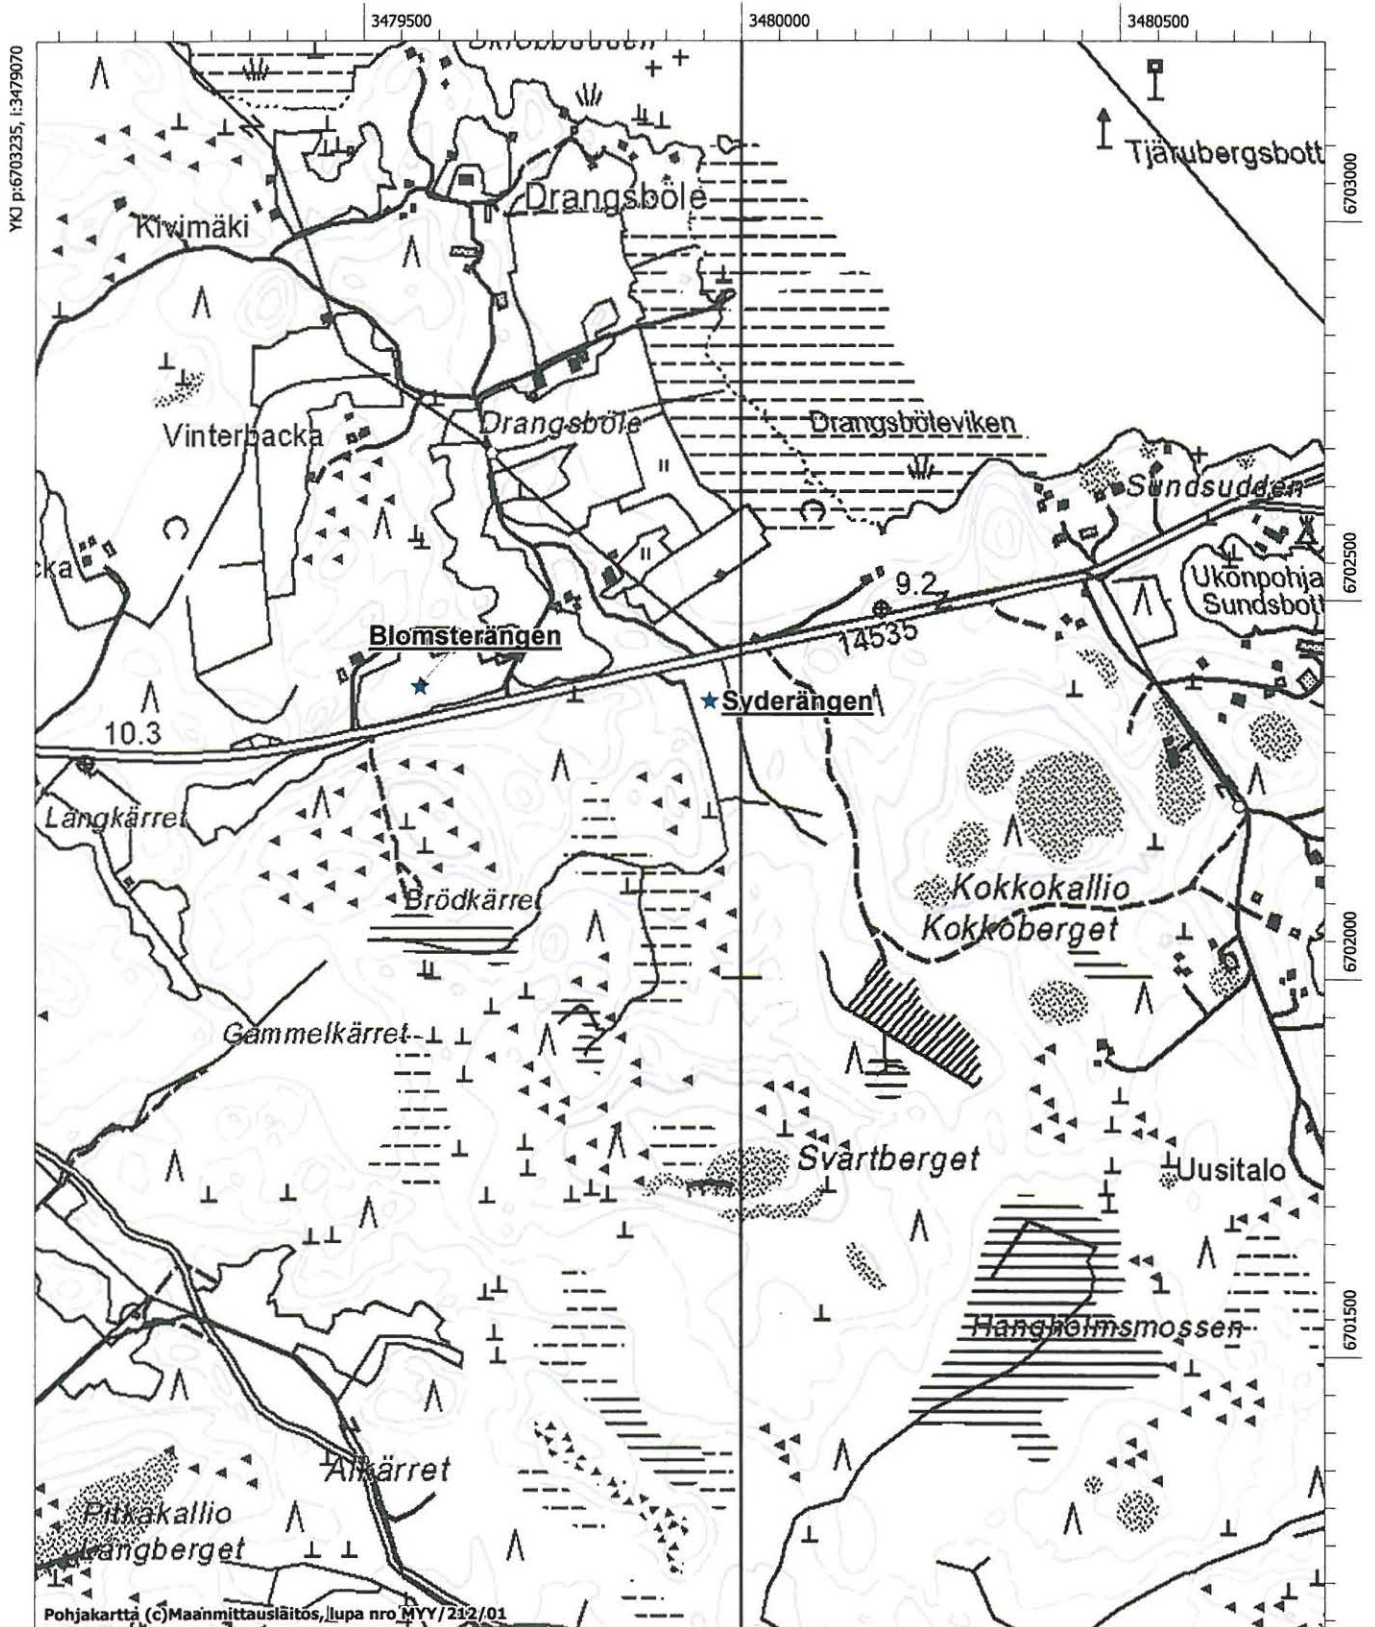 3479500
3480000
3480500
YKJ p:6703235, i:3479070
Tjärubergsbott
6703000
Drangsböle
Kivimäki
Drangsböle
Drangsböleviken
Vinterbacka
Sundsudden
6702500
cka
9.2
Ukonpohja
Sundsbott
14535
Blomsterängen
Syderängen
10.3
Långkärret
Kokkokallio
Brödkärret
Kokkoberget
6702000
Gammelkärret
Svartberget
Uusitalo
Hangholmsmossen
6701500
Alkärret
Pitkäkallio
Långberget
Pohjakartta (c)Maanmittauslaitos, lupa nro MYY/212/01